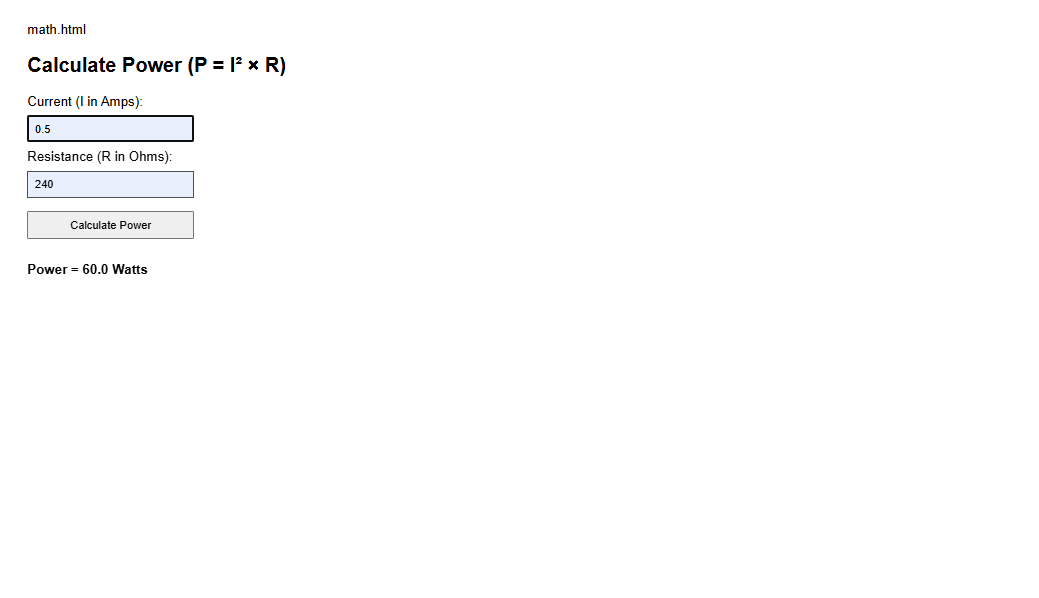 math.html
Calculate Power (P = I² × R)
Current (I in Amps):
0.5
Resistance (R in Ohms):
240
Calculate Power
Power = 60.0 Watts